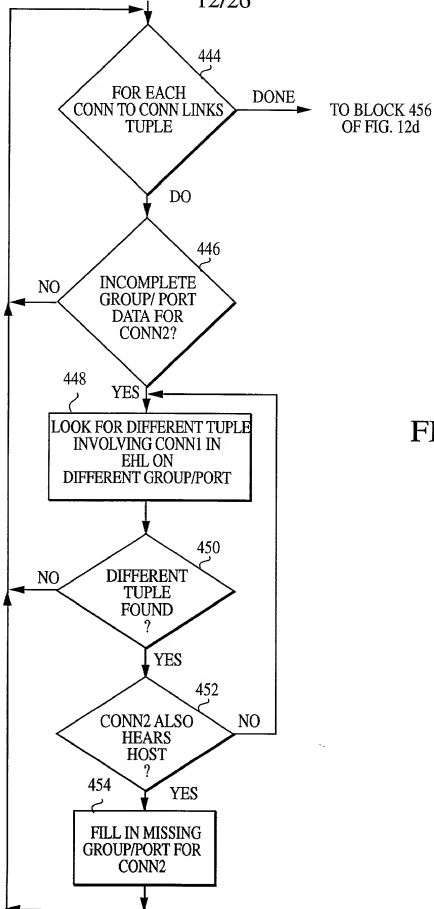 12/26
444
FOR EACH
CONN TO CONN LINKS
TUPLE
DONE
TO BLOCK 456
OF FIG. 12d
DO
446
INCOMPLETE
GROUP/ PORT
DATA FOR
CONN2?
NO
YES
448
LOOK FOR DIFFERENT TUPLE
INVOLVING CONN1 IN
EHL ON
DIFFERENT GROUP/PORT
450
DIFFERENT
TUPLE
FOUND
?
NO
YES
452
CONN2 ALSO
HEARS
HOST
?
NO
YES
454
FILL IN MISSING
GROUP/PORT FOR
CONN2